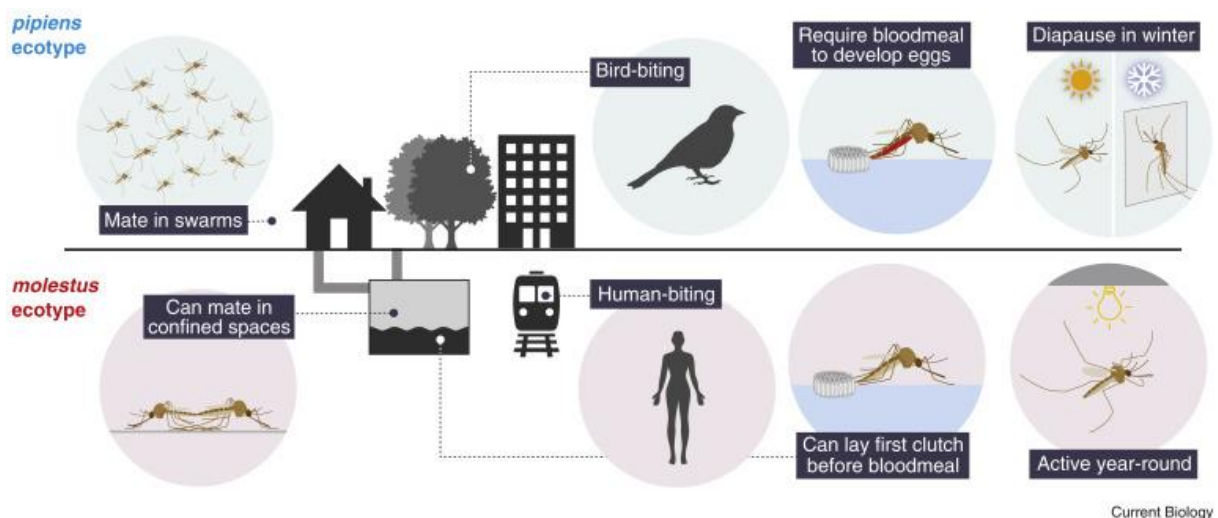 pipiens
ecotype
Mate in swarms
Bird-biting
Require bloodmeal
to develop eggs
Diapause in winter
molestus
ecotype
Can mate in
confined spaces
Human-biting
Can lay first clutch
before bloodmeal
Active year-round
Current Biology